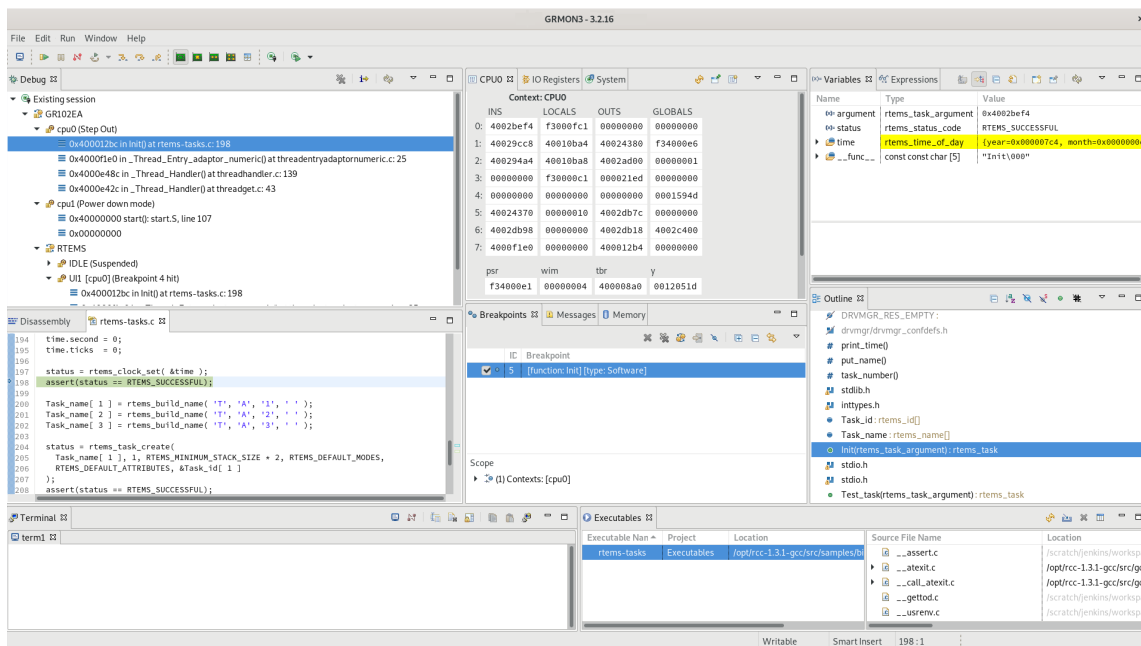 GRMON3 - 3.2.16
File Edit Run Window Help
Debug
Existing session
GR102EA
cpu0 (Step Out)
0x400012bc in Init() at rtems-tasks.c: 198
0x4000f1e0 in _Thread_Entry_adaptor_numeric() at threadentryadaptornumeric.c: 25
0x4000e48c in _Thread_Handler() at threadhandler.c: 139
0x4000e42c in _Thread_Handler() at threadget.c: 43
cpu1 (Power down mode)
0x40000000 start(): start.S, line 107
0x00000000
RTEMS
IDLE (Suspended)
UI1 [cpu0] (Breakpoint 4 hit)
0x400012bc in Init() at rtems-tasks.c: 198
CPU0 IO Registers System
Context: CPU0
INS LOCALS OUTS GLOBALS
0: 4002bef4 f3000fc1 00000000 00000000
1: 40029cc8 40010ba4 40024380 f34000e6
2: 400294a4 40010ba8 4002ad00 00000001
3: 00000000 f30000c1 000021ed 00000000
4: 00000000 00000000 00000000 0001594d
5: 40024370 00000010 4002db7c 00000000
6: 4002db98 00000000 4002db18 4002c400
7: 4000f1e0 00000000 400012b4 00000000
psr wim tbr y
f34000e1 00000004 400008a0 0012051d
Variables Expressions
Name Type Value
argument rtems_task_argument 0x4002bef4
status rtems_status_code RTEMS_SUCCESSFUL
time rtems_time_of_day {year=0x000007c4, month=0x0000000
__func__ const const char [5] "Init\000"
Disassembly rtems-tasks.c
194 time.second = 0;
195 time.ticks = 0;
196
197 status = rtems_clock_set( &time );
198 assert(status == RTEMS_SUCCESSFUL);
199
200 Task_name[ 1 ] = rtems_build_name( 'T', 'A', '1', ' ' );
201 Task_name[ 2 ] = rtems_build_name( 'T', 'A', '2', ' ' );
202 Task_name[ 3 ] = rtems_build_name( 'T', 'A', '3', ' ' );
203
204 status = rtems_task_create(
205 Task_name[ 1 ], 1, RTEMS_MINIMUM_STACK_SIZE * 2, RTEMS_DEFAULT_MODES,
206 RTEMS_DEFAULT_ATTRIBUTES, &Task_id[ 1 ]
207 );
208 assert(status == RTEMS_SUCCESSFUL);
Breakpoints Messages Memory
ID Breakpoint
5 [function: Init] [type: Software]
Scope
(1) Contexts: [cpu0]
Outline
DRVMGR_RES_EMPTY:
drvmgr/drvmgr_confdefs.h
print_time()
put_name()
task_number()
stdlib.h
inttypes.h
Task_id : rtems_id[]
Task_name : rtems_name[]
Init(rtems_task_argument) : rtems_task
stdio.h
stdio.h
Test_task(rtems_task_argument) : rtems_task
Terminal
term1
Executables
Executable Nan Project Location
rtems-tasks Executables /opt/rcc-1.3.1-gcc/src/samples/bi
Source File Name Location
__assert.c /scratch/jenkins/worksp
__atexit.c /opt/rcc-1.3.1-gcc/src/g
__call_atexit.c /opt/rcc-1.3.1-gcc/src/g
__gettod.c /scratch/jenkins/worksp
__usrenv.c /scratch/jenkins/worksp
Writable Smart Insert 198 : 1